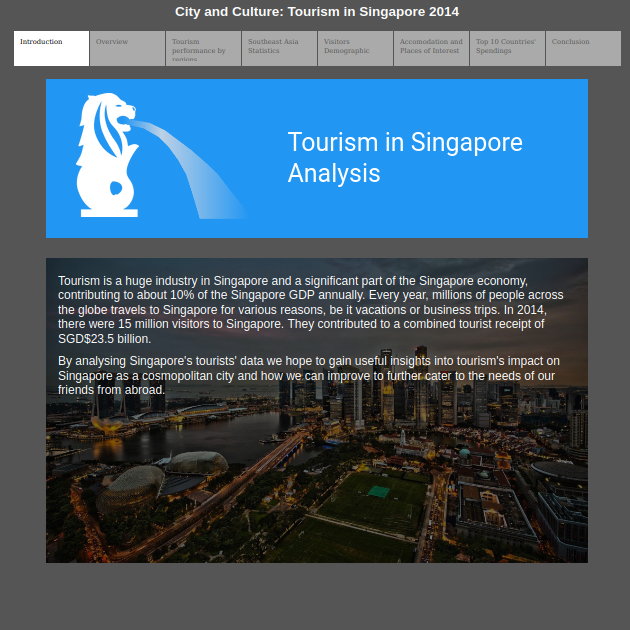 City and Culture: Tourism in Singapore 2014
Introduction
Overview
Tourism
performance by
regions
Southeast Asia
Statistics
Visitors
Demographic
Accomodation and
Places of Interest
Top 10 Countries'
Spendings
Conclusion
Tourism in Singapore
Analysis
Tourism is a huge industry in Singapore and a significant part of the Singapore economy,
contributing to about 10% of the Singapore GDP annually. Every year, millions of people across
the globe travels to Singapore for various reasons, be it vacations or business trips. In 2014,
there were 15 million visitors to Singapore. They contributed to a combined tourist receipt of
SGD$23.5 billion.
By analysing Singapore's tourists' data we hope to gain useful insights into tourism's impact on
Singapore as a cosmopolitan city and how we can improve to further cater to the needs of our
friends from abroad.